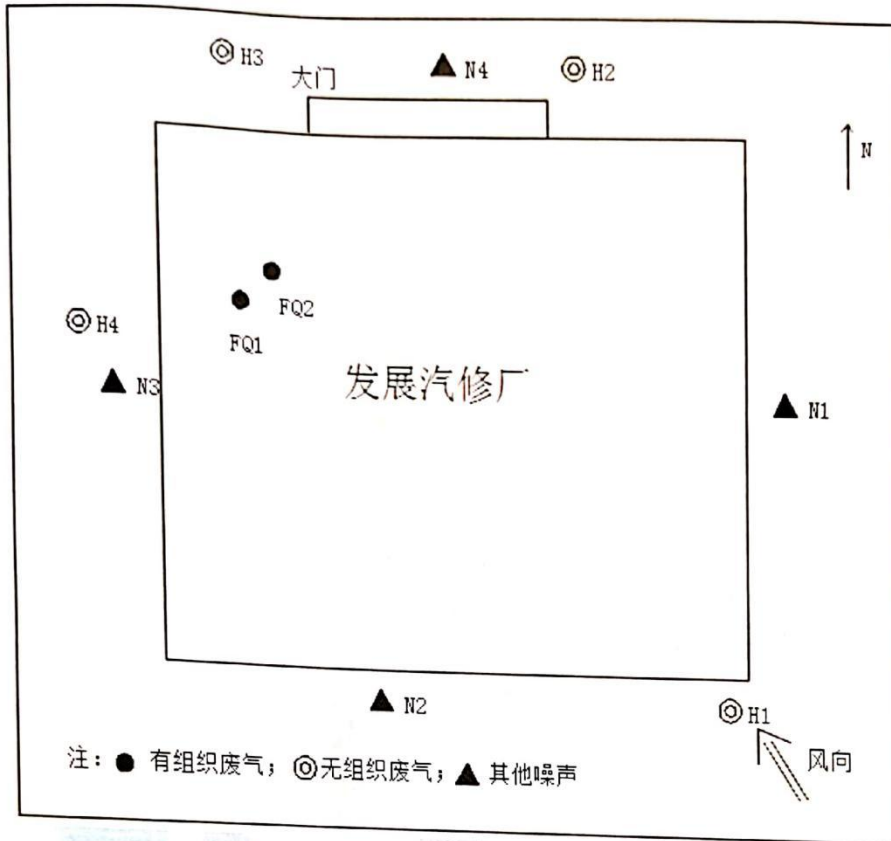 H3
大门
N4
H2
N
FQ2
FQ1
H4
N3
发展汽修厂
N1
N2
H1
风向
注：● 有组织废气；◎无组织废气；▲ 其他噪声